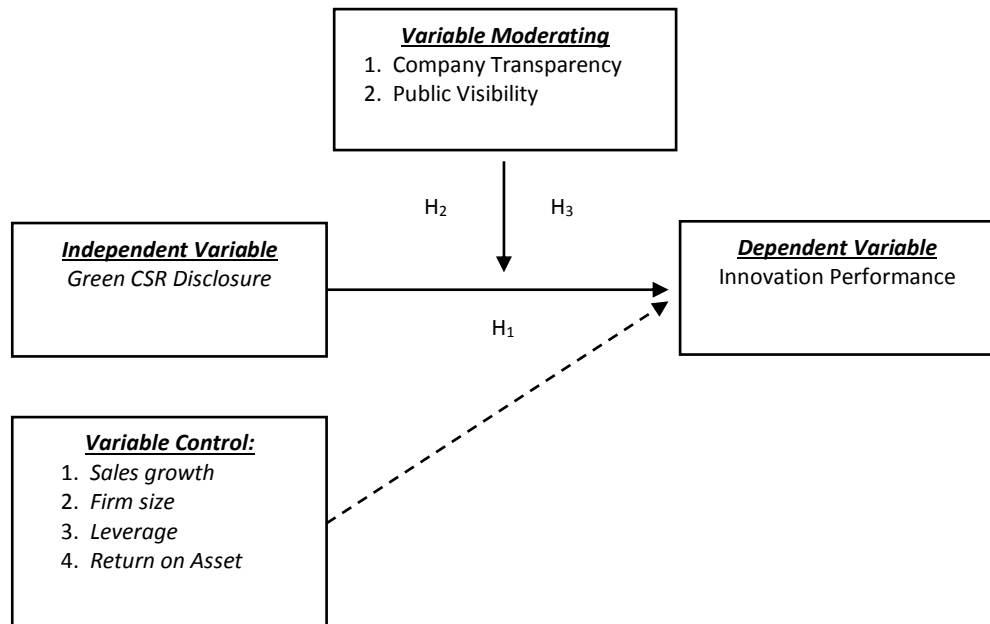 Variable Moderating
1. Company Transparency
2. Public Visibility
H₂
H₃
Independent Variable
Green CSR Disclosure
Dependent Variable
Innovation Performance
H₁
Variable Control:
1. Sales growth
2. Firm size
3. Leverage
4. Return on Asset